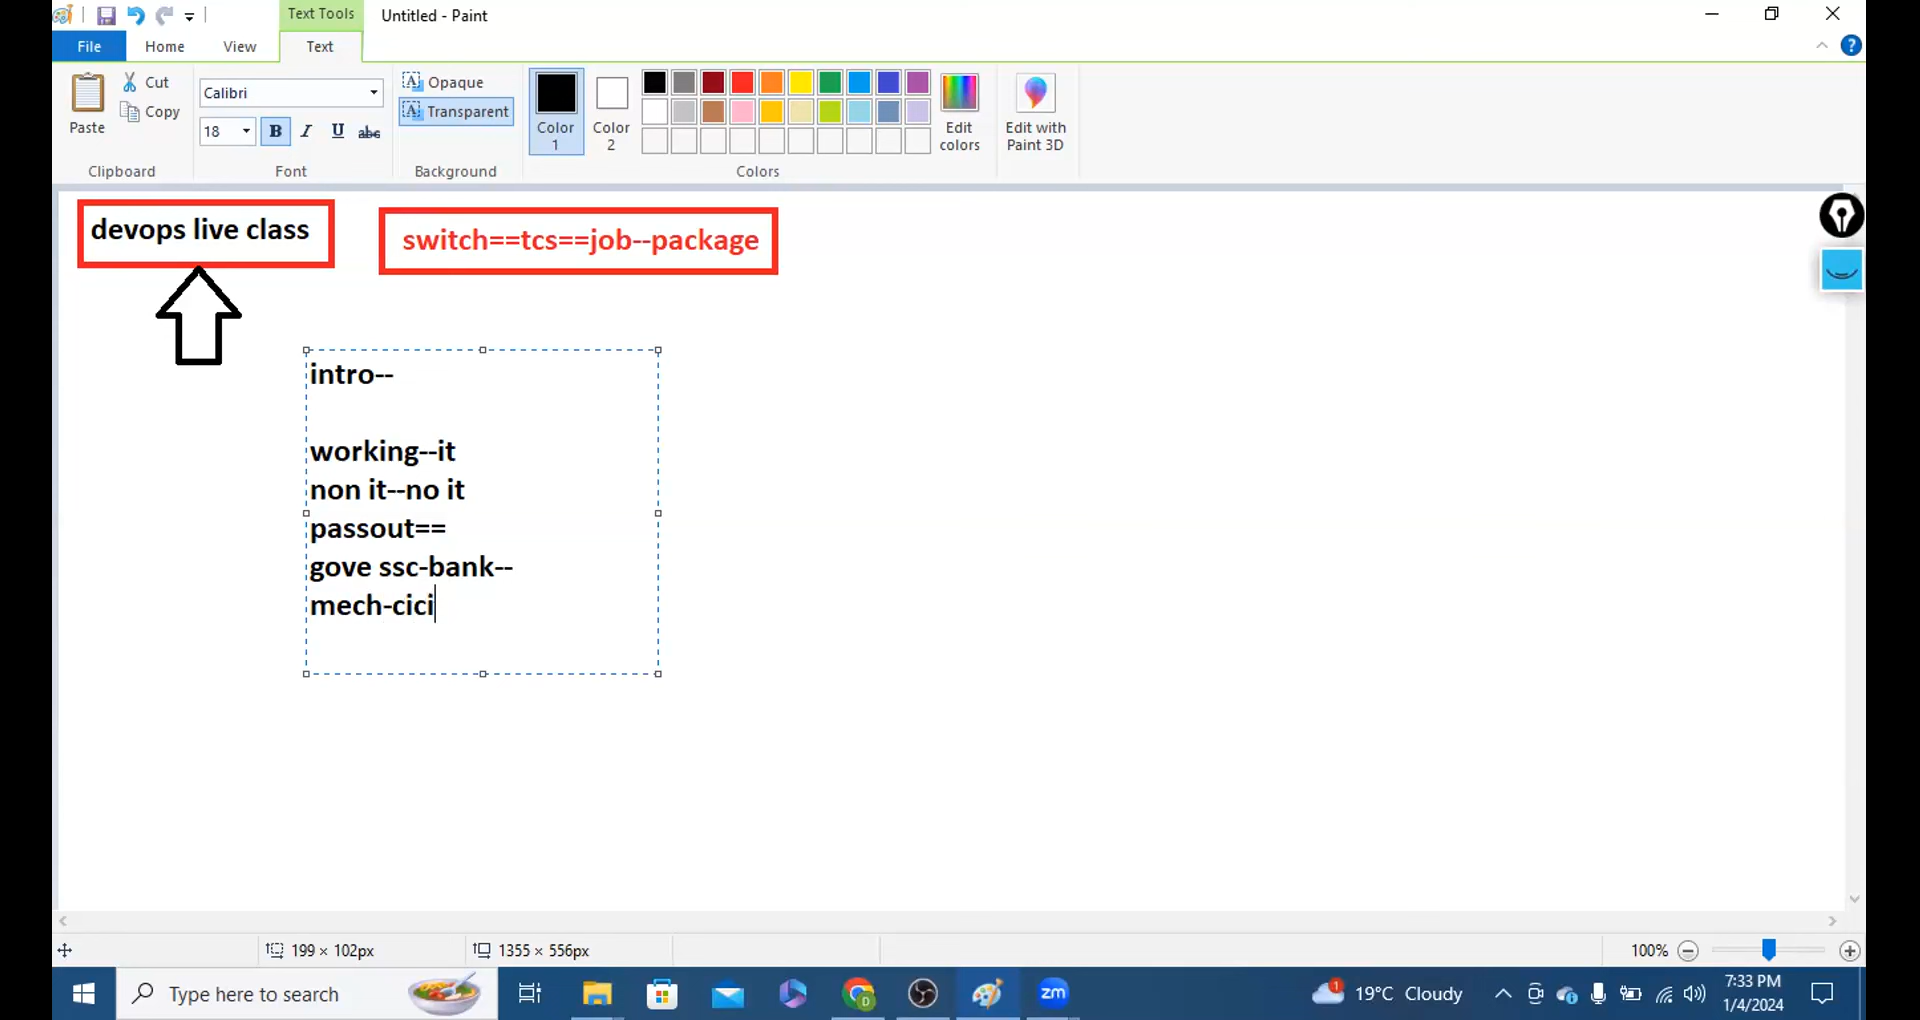 Text Tools
Untitled - Paint
File
Home
View
Text
Paste
Cut
Copy
Clipboard
Calibri
18
B I U abc
Font
A Opaque
A Transparent
Background
Color 1
Color 2
Edit colors
Edit with Paint 3D
Colors
devops live class
switch==tcs==job--package
intro--
working--it
non it--no it
passout==
gove ssc-bank--
mech-cici
199 × 102px
1355 × 556px
100%
Type here to search
zm
1
19°C Cloudy
7:33 PM
1/4/2024